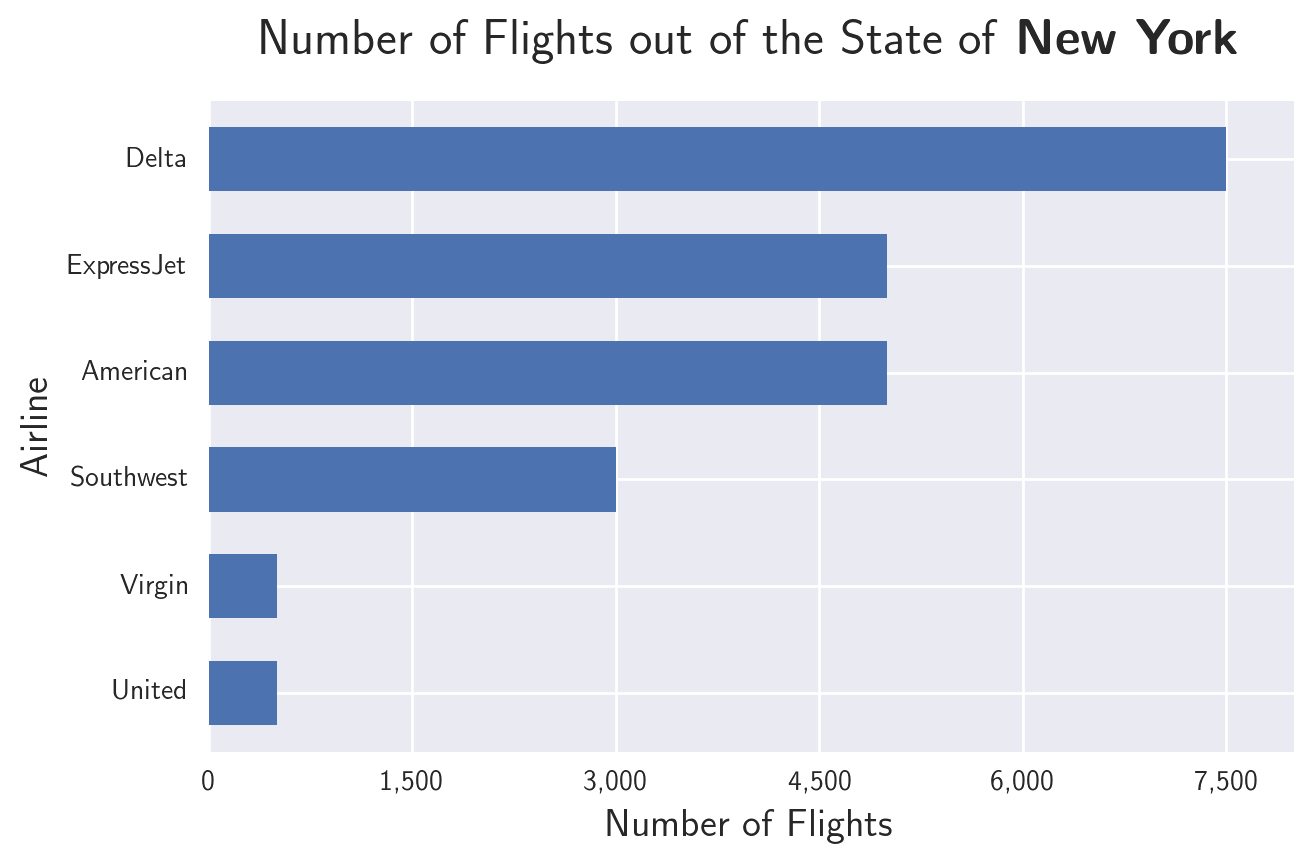 Number of Flights out of the State of New York
Delta
ExpressJet
American
Southwest
Virgin
United
Airline
0 1,500 3,000 4,500 6,000 7,500
Number of Flights